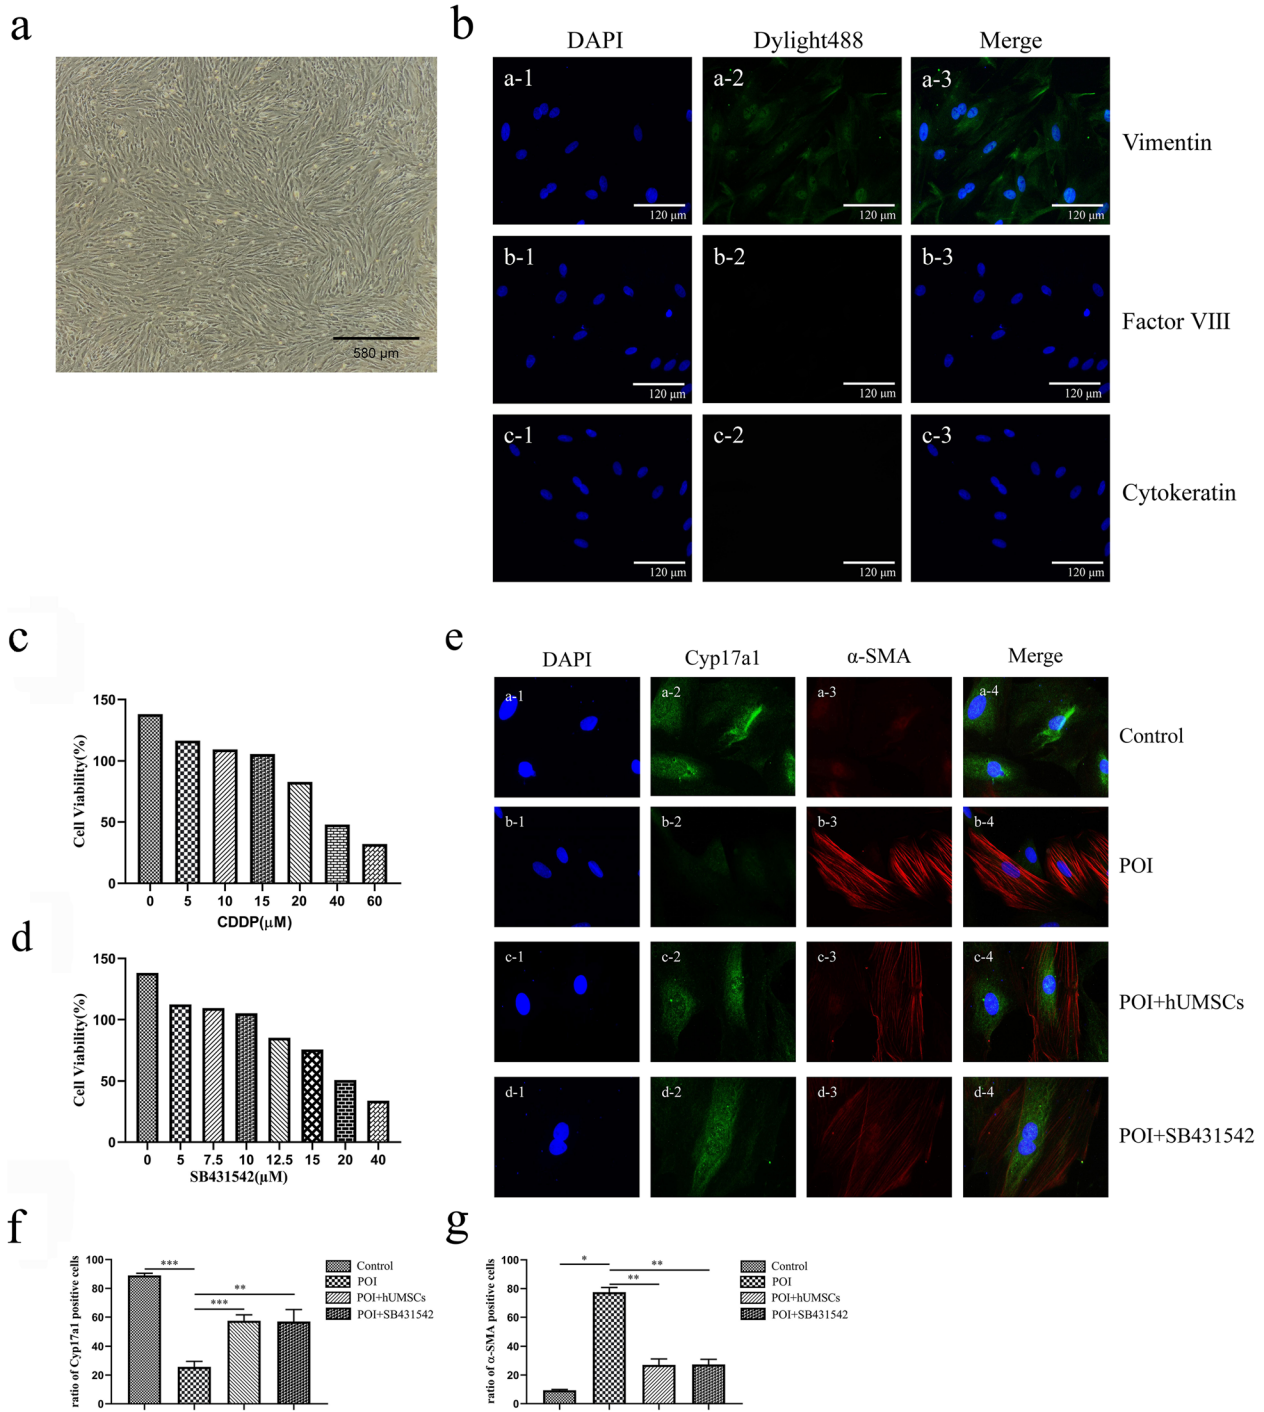 a
580 μm
b
DAPI Dylight488 Merge
a-1 a-2 a-3
Vimentin
120 μm 120 μm 120 μm
b-1 b-2 b-3
Factor VIII
120 μm 120 μm 120 μm
c-1 c-2 c-3
Cytokeratin
120 μm 120 μm 120 μm
c
150
100
50
0
Cell Viability(%)
0 5 10 15 20 40 60
CDDP(μM)
d
150
100
50
0
Cell Viability(%)
0 5 7.5 10 12.5 15 20 40
SB431542(μM)
e
DAPI Cyp17a1 α-SMA Merge
a-1 a-2 a-3 a-4
Control
b-1 b-2 b-3 b-4
POI
c-1 c-2 c-3 c-4
POI+hUMSCs
d-1 d-2 d-3 d-4
POI+SB431542
f
100
80
60
40
20
0
ratio of Cyp17a1 positive cells
***
**
***
Control
POI
POI+hUMSCs
POI+SB431542
g
100
80
60
40
20
0
ratio of α-SMA positive cells
*
**
**
Control
POI
POI+hUMSCs
POI+SB431542